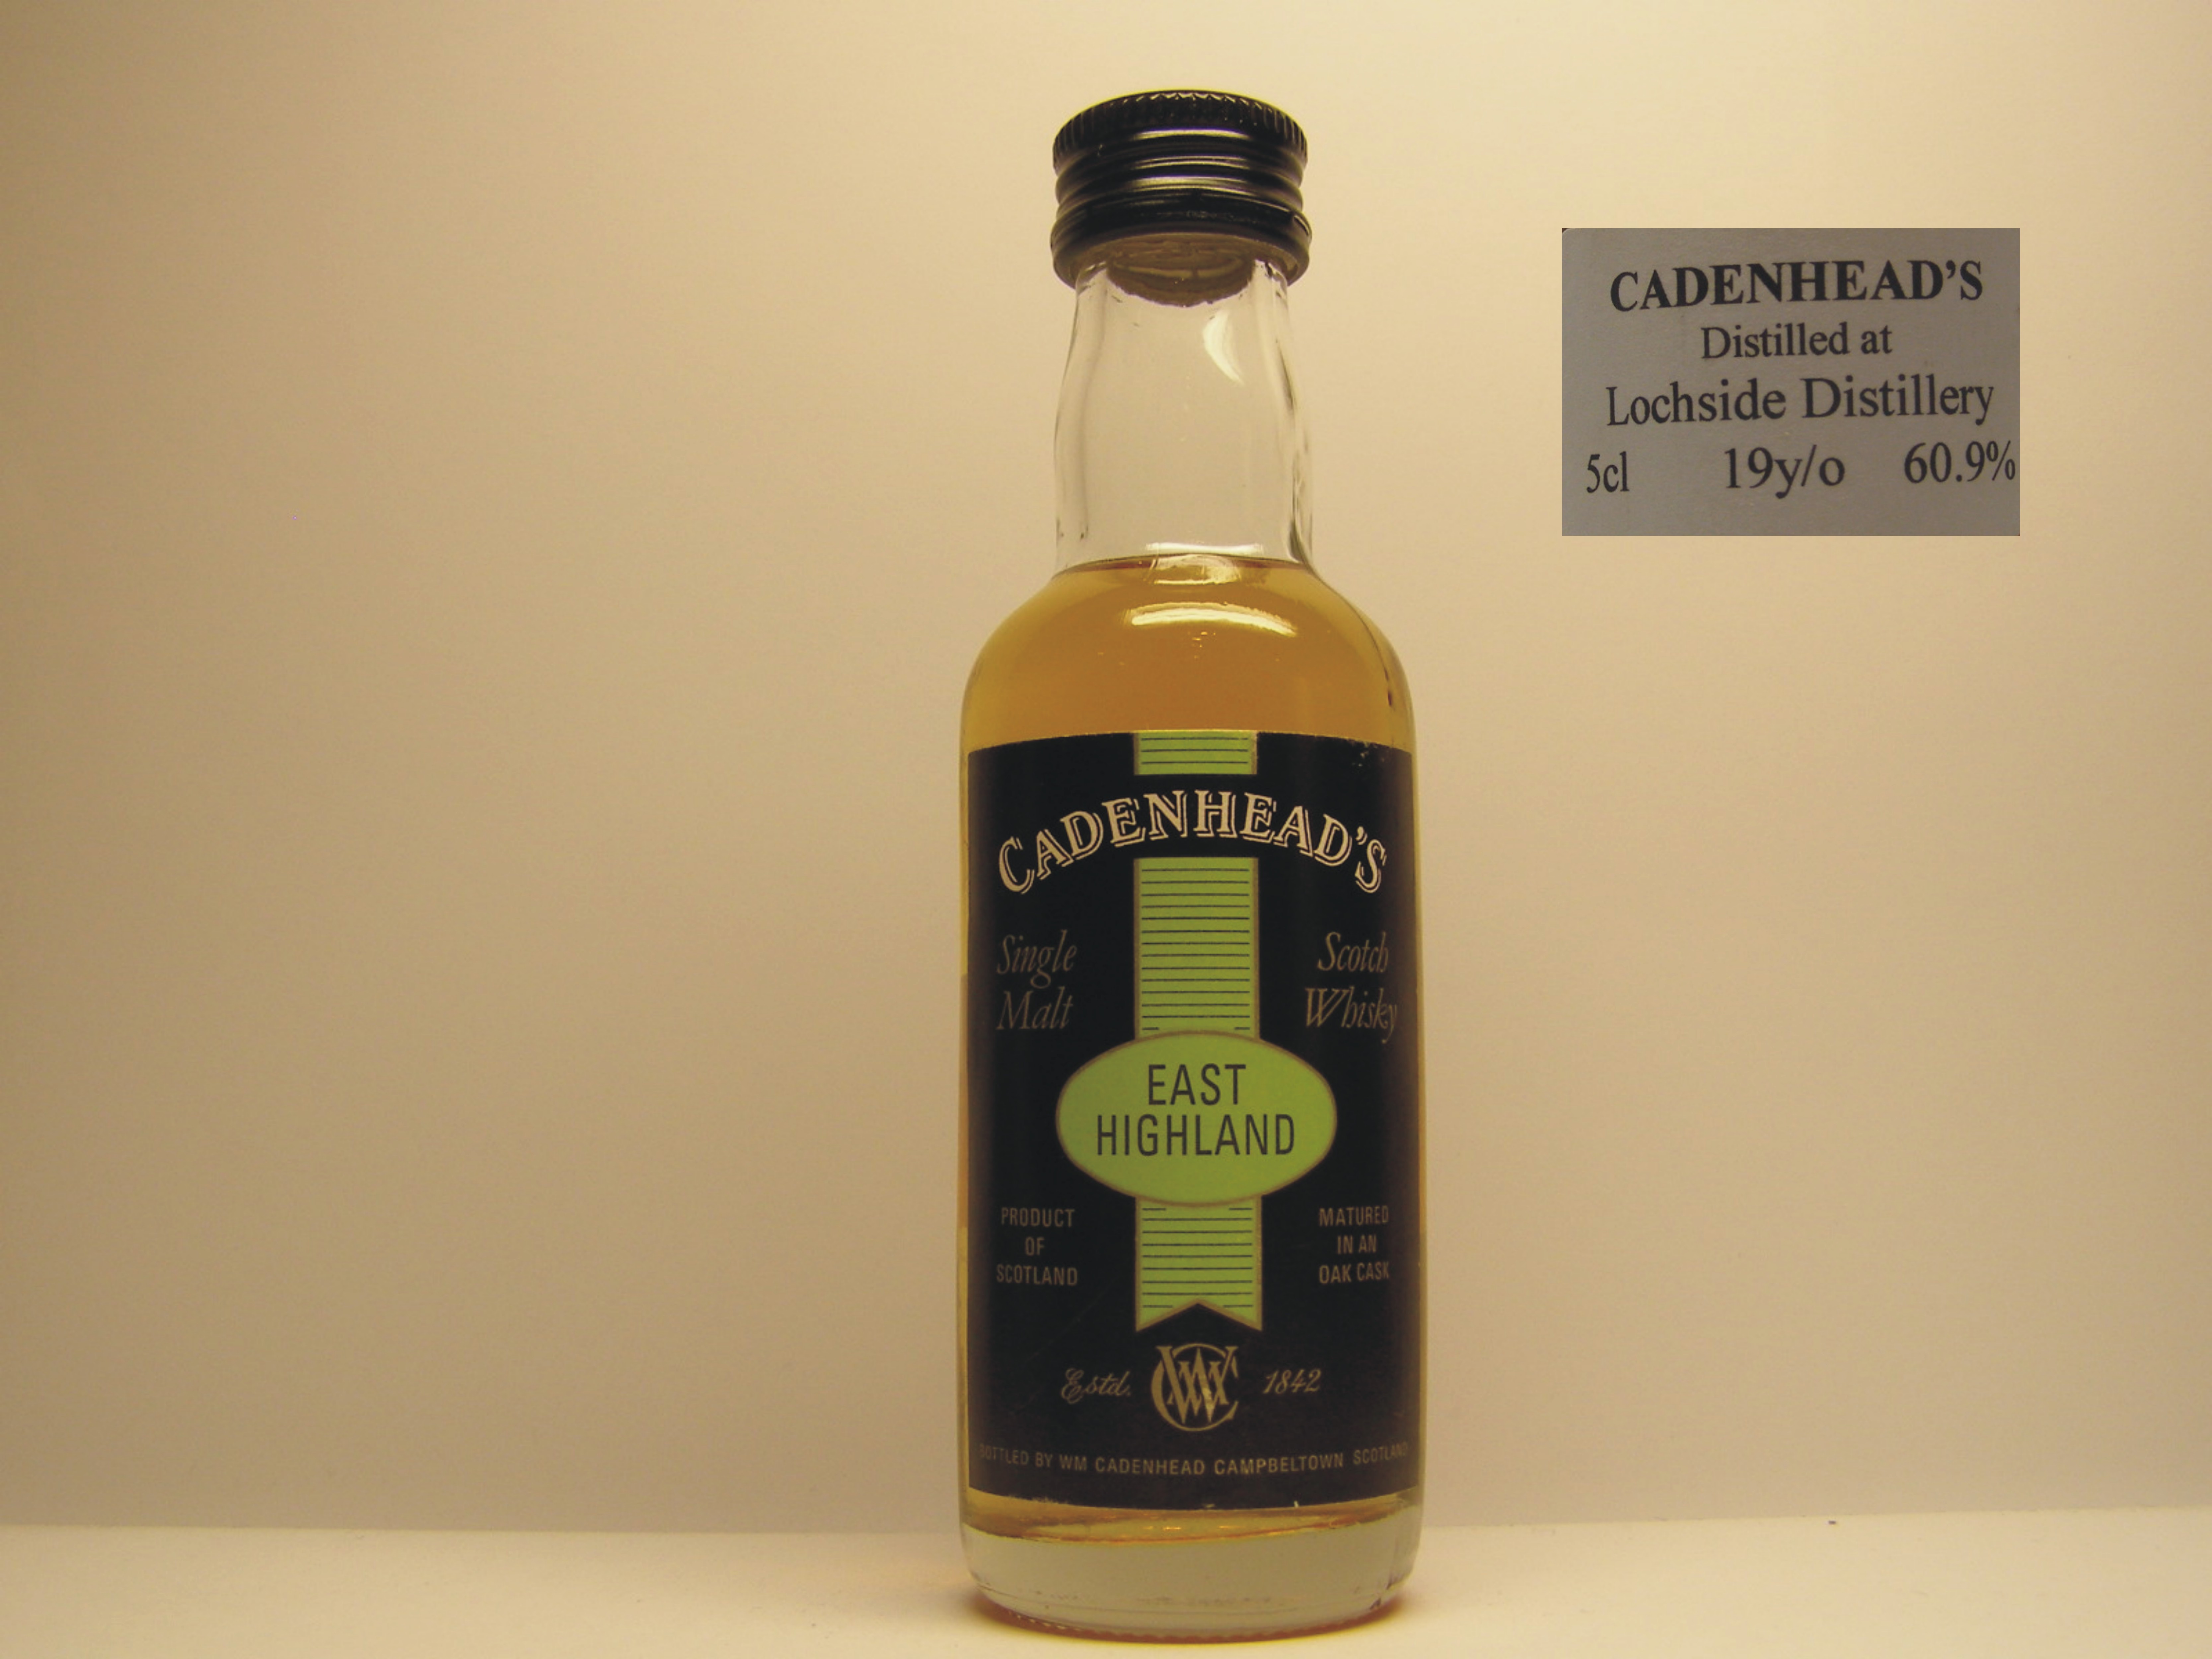 CADENHEAD'S
Single
Malt
Scotch
Whisky
EAST
HIGHLAND
PRODUCT
OF
SCOTLAND
MATURED
IN AN
OAK CASK
Estd. WC 1842
BOTTLED BY WM CADENHEAD CAMPBELTOWN SCOTLAND
CADENHEAD'S
Distilled at
Lochside Distillery
5cl 19y/o 60.9%